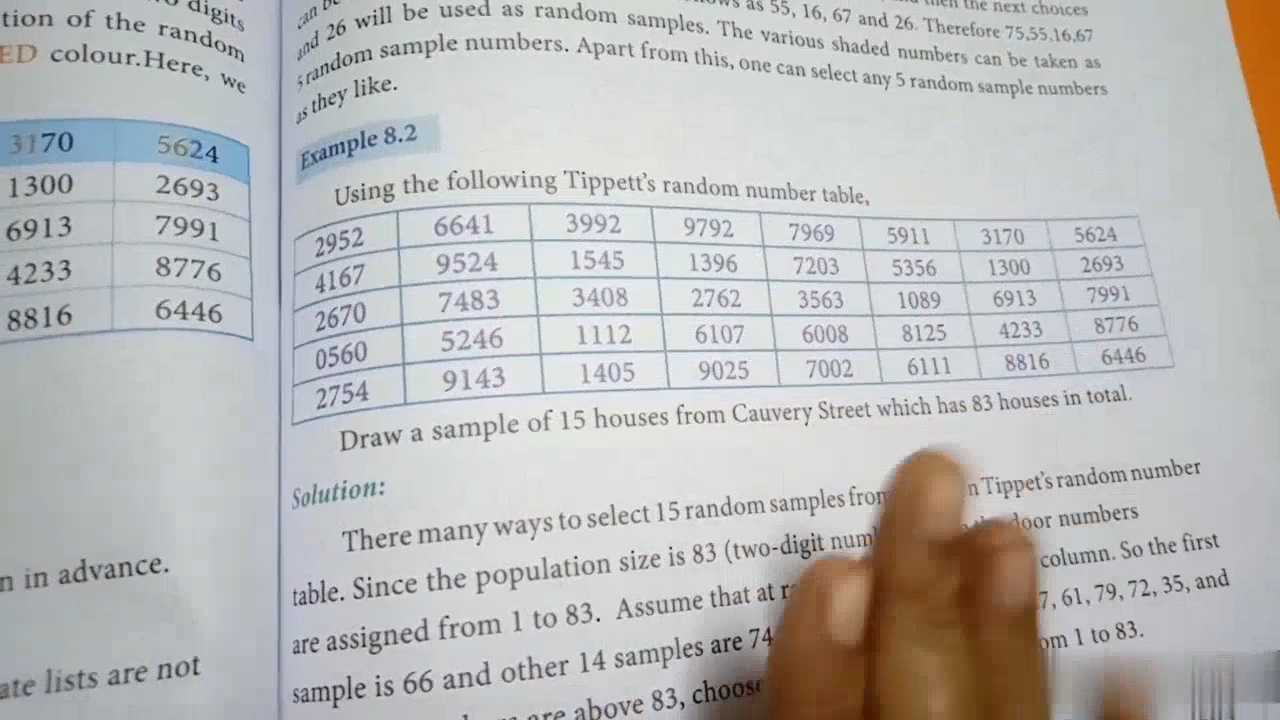 digits
tion of the random
ED colour.Here, we
3170 5624
1300 2693
6913 7991
4233 8776
8816 6446
n in advance.
ate lists are not
the next choices
as 55, 16, 67 and 26. Therefore 75,55,16,67
and 26 will be used as random samples. The various shaded numbers can be taken as
5 random sample numbers. Apart from this, one can select any 5 random sample numbers
as they like.
Example 8.2
Using the following Tippett's random number table,
2952 6641 3992 9792 7969 5911 3170 5624
4167 9524 1545 1396 7203 5356 1300 2693
2670 7483 3408 2762 3563 1089 6913 7991
0560 5246 1112 6107 6008 8125 4233 8776
2754 9143 1405 9025 7002 6111 8816 6446
Draw a sample of 15 houses from Cauvery Street which has 83 houses in total.
Solution:
There many ways to select 15 random samples from n Tippet's random number
table. Since the population size is 83 (two-digit num door numbers
are assigned from 1 to 83. Assume that at r column. So the first
sample is 66 and other 14 samples are 74 7, 61, 79, 72, 35, and
are above 83, choose om 1 to 83.